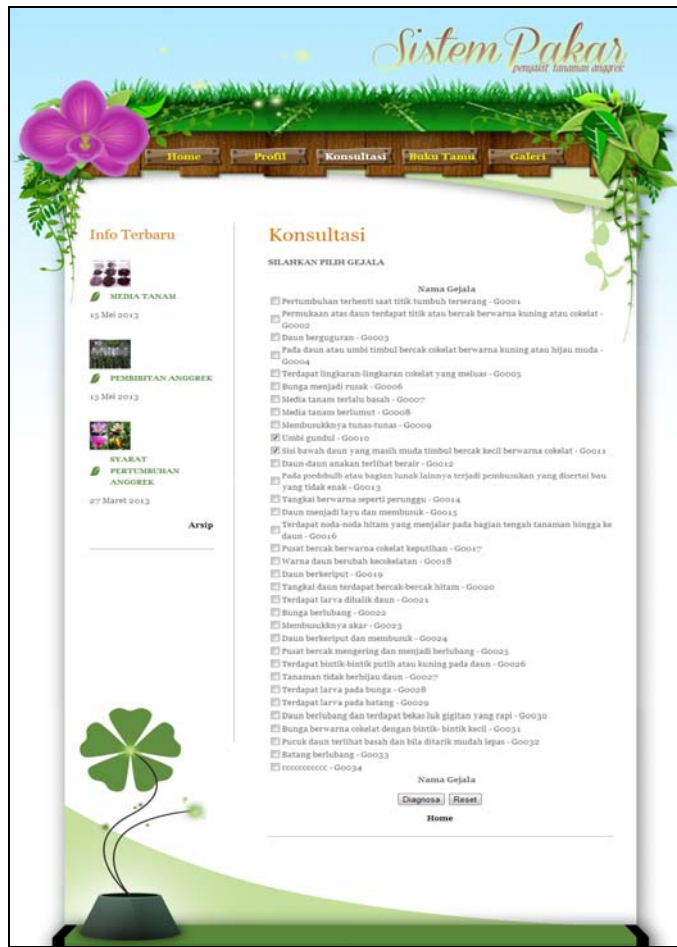 Sistem Pakar
penyakit tanaman anggrek
Home
Profil
Konsultasi
Buku Tamu
Galeri
Info Terbaru
MEDIA TANAM
15 Mei 2013
PEMBIBITAN ANGGREK
15 Mei 2013
SYARAT
PERTUMBUHAN
ANGGREK
27 Maret 2013
Arsip
Konsultasi
SILAHKAN PILIH GEJALA
Nama Gejala
Pertumbuhan terhenti saat titik tumbuh terserang - G0001
Permukaan atas daun terdapat titik atau bercak berwarna kuning atau cokelat -
G0002
Daun berguguran - G0003
Pada daun atau umbi timbul bercak cokelat berwarna kuning atau hijau muda -
G0004
Terdapat lingkaran-lingkaran cokelat yang meluas - G0005
Bunga menjadi rusak - G0006
Media tanam terlalu basah - G0007
Media tanam berlumut - G0008
Membusukknya tunas-tunas - G0009
Umbi gundul - G0010
Sisi bawah daun yang masih muda timbul bercak kecil berwarna cokelat - G0011
Daun-daun anakan terlihat berair - G0012
Pada psedobulb atau bagian lunak lainnya terjadi pembusukan yang disertai bau
yang tidak enak - G0013
Tangkai berwarna seperti perunggu - G0014
Daun menjadi layu dan membusuk - G0015
Terdapat noda-noda hitam yang menjalar pada bagian tengah tanaman hingga ke
daun - G0016
Pusat bercak berwarna cokelat keputihan - G0017
Warna daun berubah kecokelatan - G0018
Daun berkeriput - G0019
Tangkai daun terdapat bercak-bercak hitam - G0020
Terdapat larva dibalik daun - G0021
Bunga berlubang - G0022
Membusukknya akar - G0023
Daun berkeriput dan membusuk - G0024
Pusat bercak mengering dan menjadi berlubang - G0025
Terdapat bintik-bintik putih atau kuning pada daun - G0026
Tanaman tidak berhijau daun - G0027
Terdapat larva pada bunga - G0028
Terdapat larva pada batang - G0029
Daun berlubang dan terdapat bekas luk gigitan yang rapi - G0030
Bunga berwarna cokelat dengan bintik- bintik kecil - G0031
Pucuk daun terlihat basah dan bila ditarik mudah lepas - G0032
Batang berlubang - G0033
ccccccccccc - G0034
Nama Gejala
Diagnosa Reset
Home